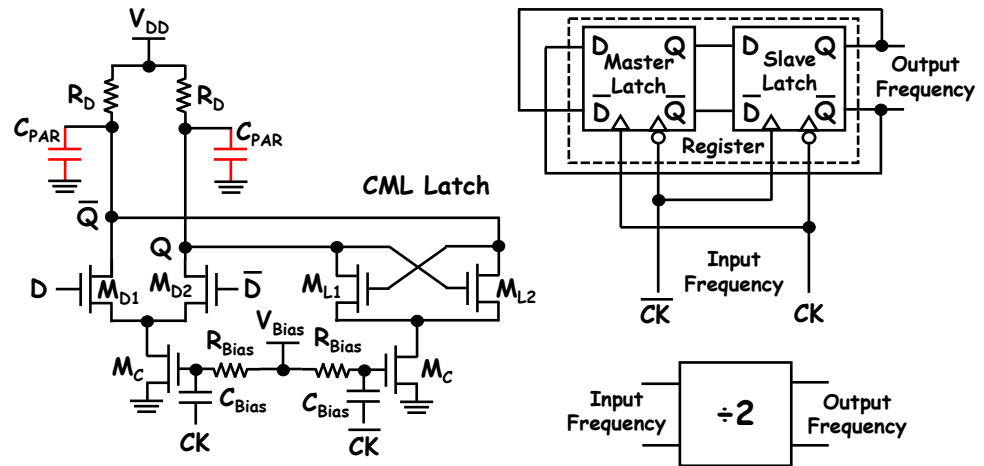 V_DD
R_D
R_D
C_PAR
C_PAR
CML Latch
Q̅
Q
D
M_D1
M_D2
D̅
M_L1
M_L2
V_Bias
R_Bias
R_Bias
M_C
M_C
C_Bias
C_Bias
CK
C̅K̅
D
Q
D
Q
Master
Latch
Slave
Latch
D̅
Q̅
D̅
Q̅
Register
Output
Frequency
Input
Frequency
C̅K̅
CK
Input
Frequency
÷2
Output
Frequency